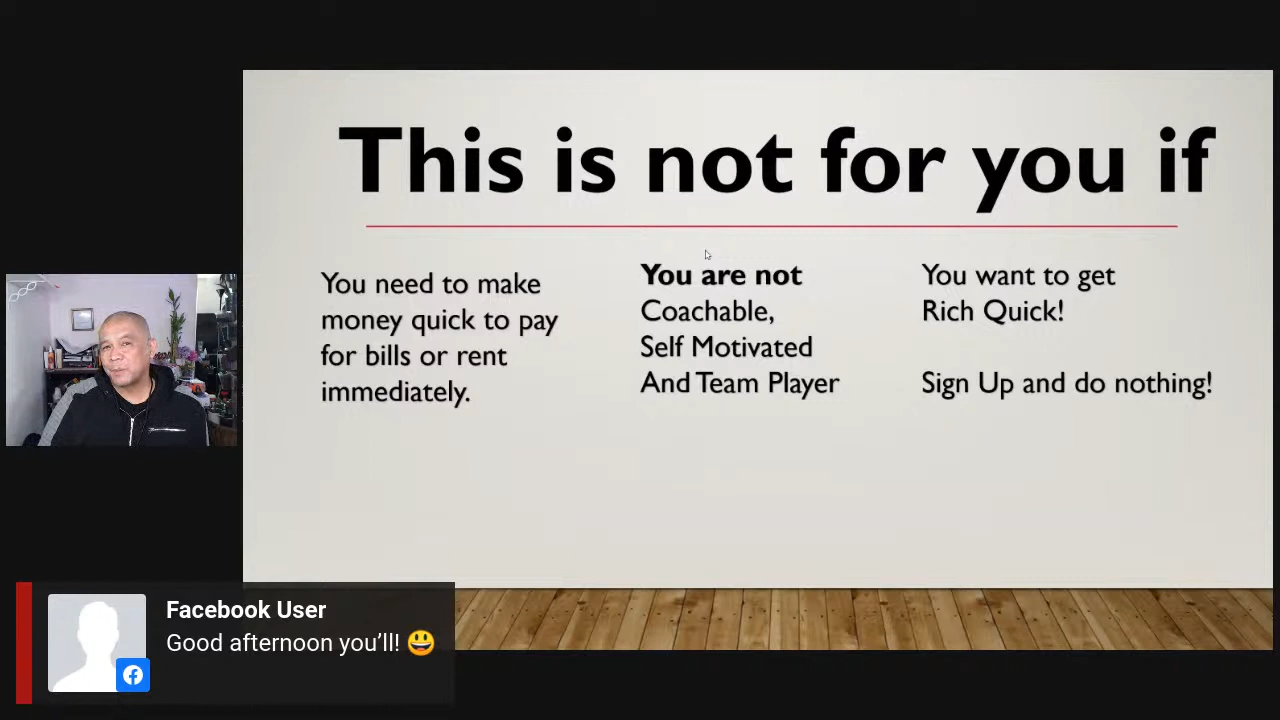 This is not for you if
You need to make
money quick to pay
for bills or rent
immediately.
You are not
Coachable,
Self Motivated
And Team Player
You want to get
Rich Quick!
Sign Up and do nothing!
Facebook User
Good afternoon you’ll! 😃